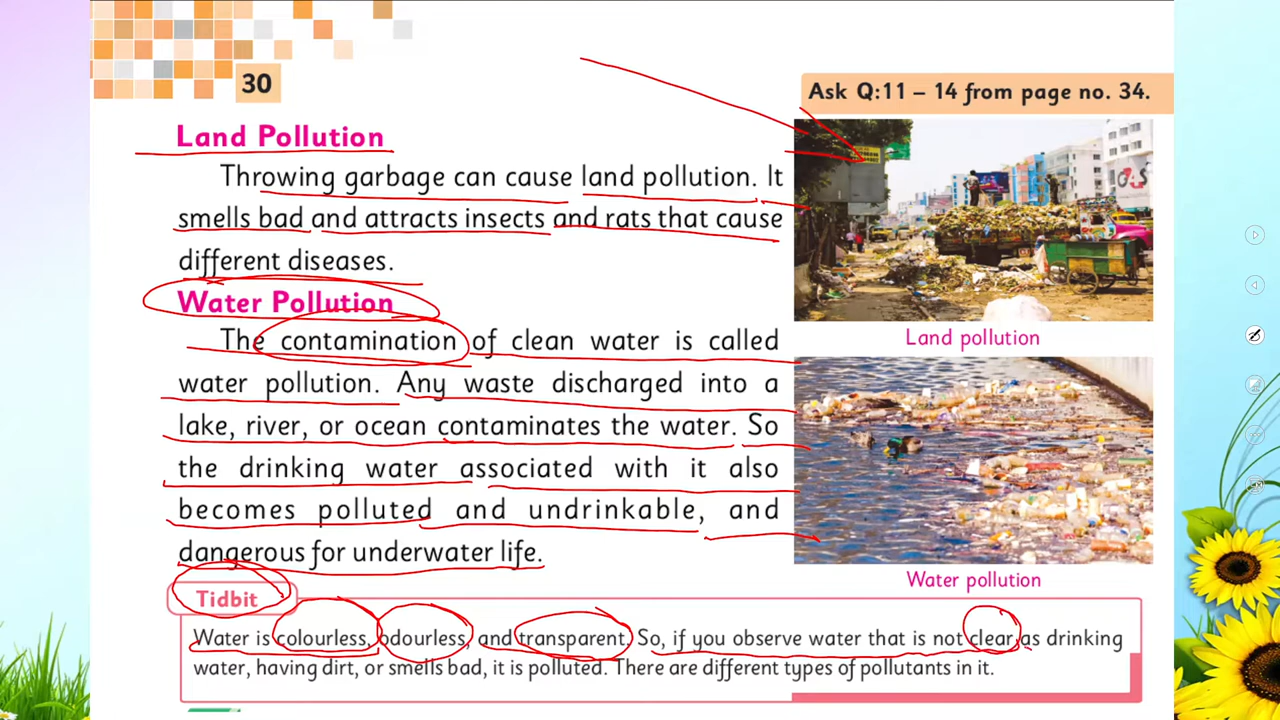 30
Ask Q:11 – 14 from page no. 34.
Land Pollution
Throwing garbage can cause land pollution. It
smells bad and attracts insects and rats that cause
different diseases.
Land pollution
Water Pollution
The contamination of clean water is called
water pollution. Any waste discharged into a
lake, river, or ocean contaminates the water. So
the drinking water associated with it also
becomes polluted and undrinkable, and
dangerous for underwater life.
Water pollution
Tidbit
Water is colourless, odourless, and transparent. So, if you observe water that is not clear as drinking
water, having dirt, or smells bad, it is polluted. There are different types of pollutants in it.